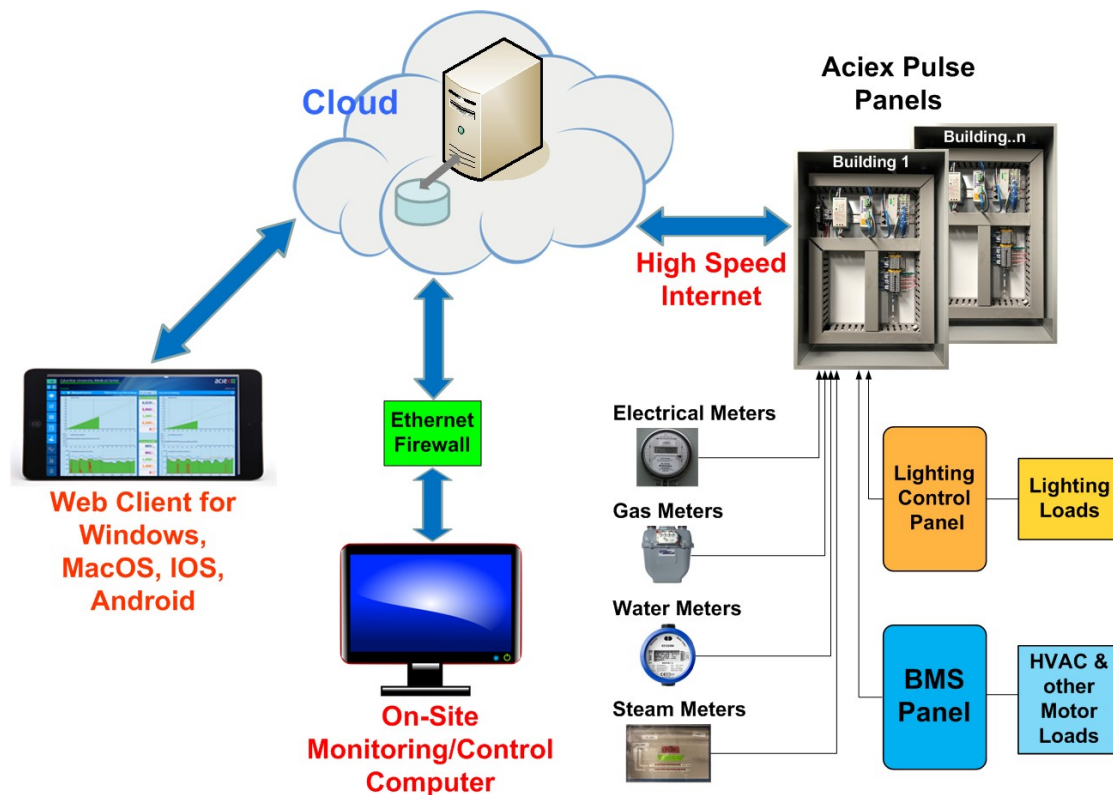 Cloud
Aciex Pulse
Panels
Building 1
Building..n
High Speed
Internet
aciex
Ethernet
Firewall
Web Client for
Windows,
MacOS, IOS,
Android
On-Site
Monitoring/Control
Computer
Electrical Meters
Gas Meters
Water Meters
Steam Meters
Lighting
Control
Panel
Lighting
Loads
BMS
Panel
HVAC &
other
Motor
Loads